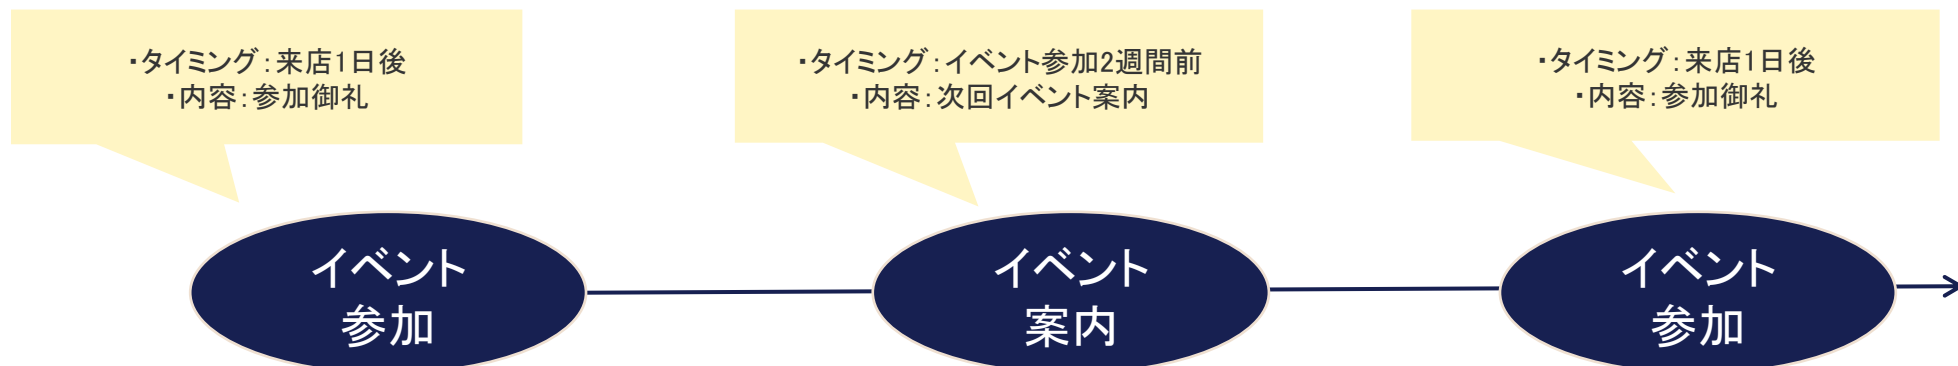 ・タイミング：来店1日後
・内容：参加御礼
・タイミング：イベント参加2週間前
・内容：次回イベント案内
・タイミング：来店1日後
・内容：参加御礼
イベント
参加
イベント
案内
イベント
参加